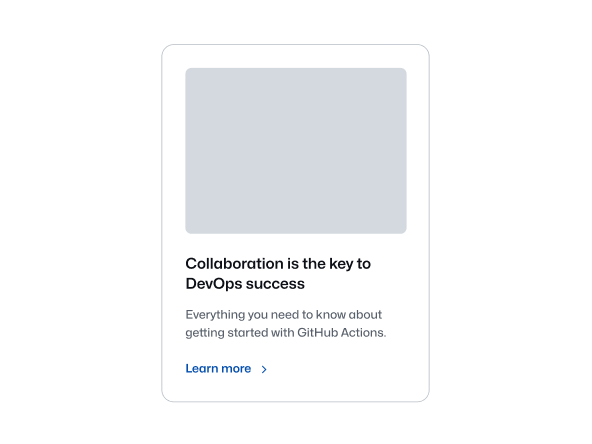 Collaboration is the key to
DevOps success
Everything you need to know about
getting started with GitHub Actions.
Learn more